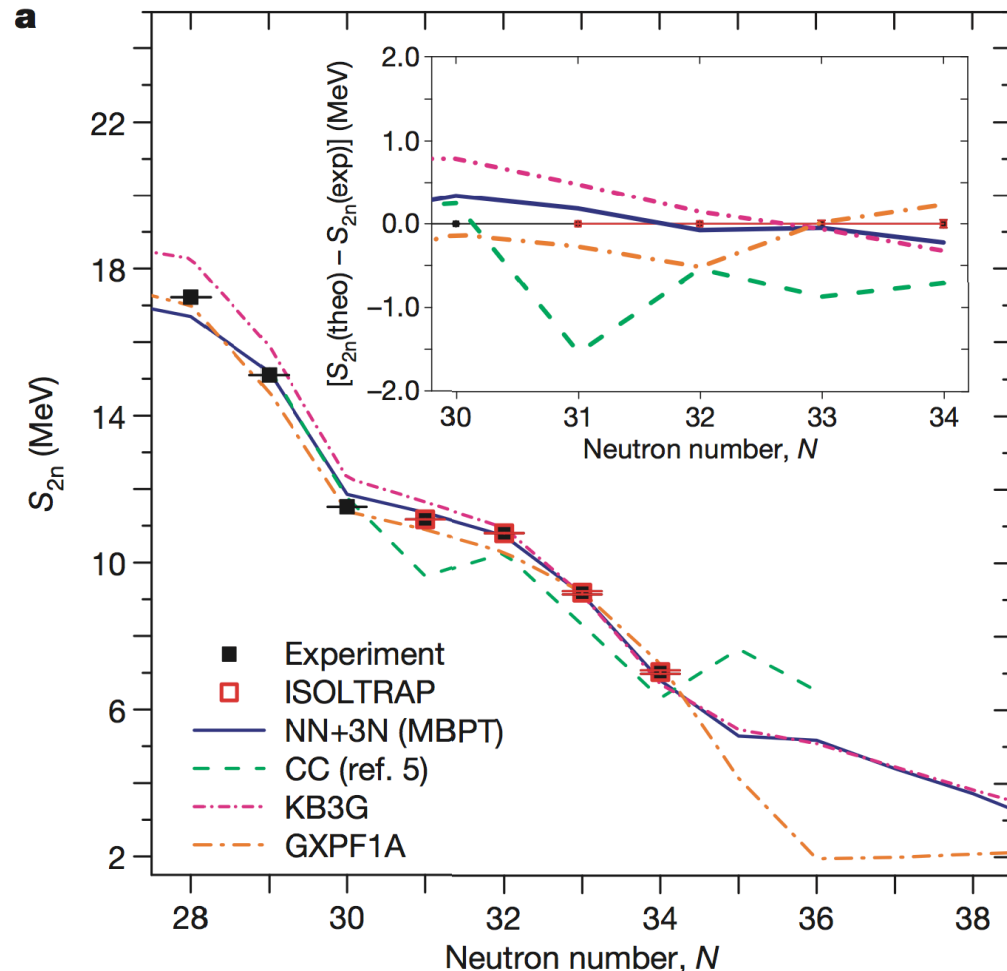 a
[S2n(theo) – S2n(exp)] (MeV)
2.0
1.0
0.0
–1.0
–2.0
30 31 32 33 34
Neutron number, N
S2n (MeV)
22
18
14
10
6
2
Experiment
ISOLTRAP
NN+3N (MBPT)
CC (ref. 5)
KB3G
GXPF1A
28 30 32 34 36 38
Neutron number, N